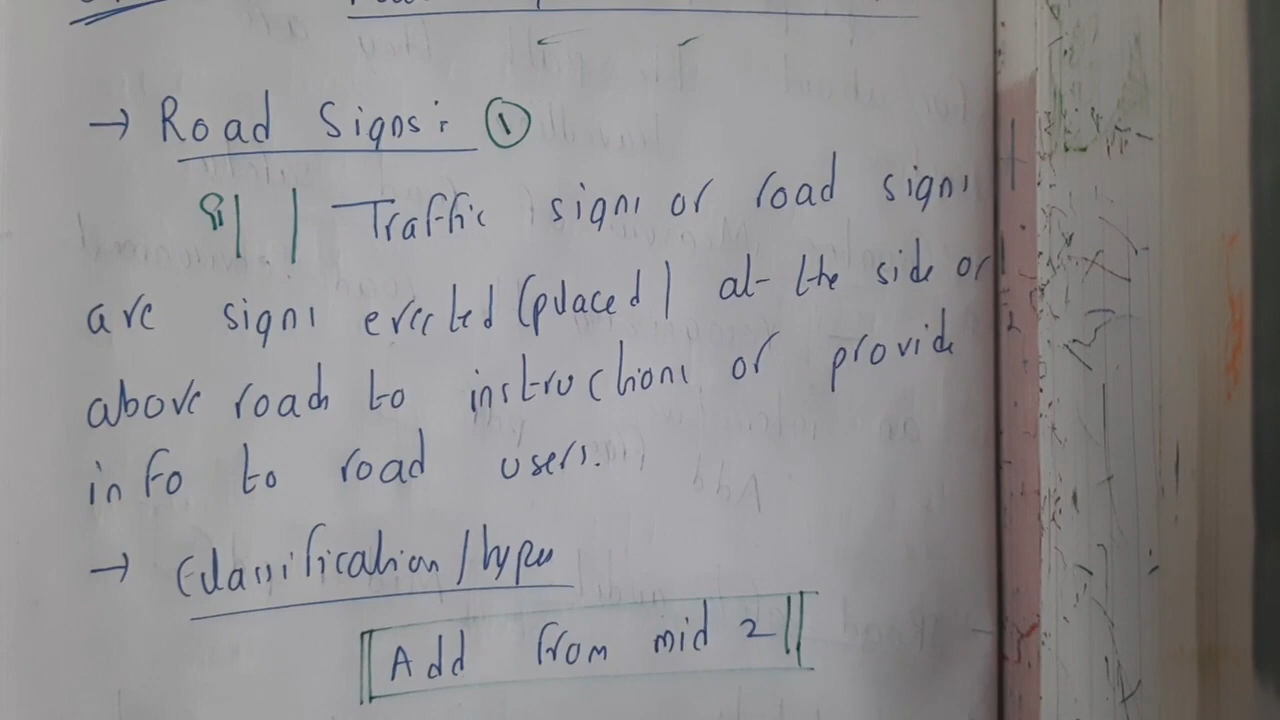 → Road Signs: ①
Traffic signs or road signs
are signs erected (placed) at the side or
above road to instructions or provide
info to road users.
→ Classification/types
Add from mid 2